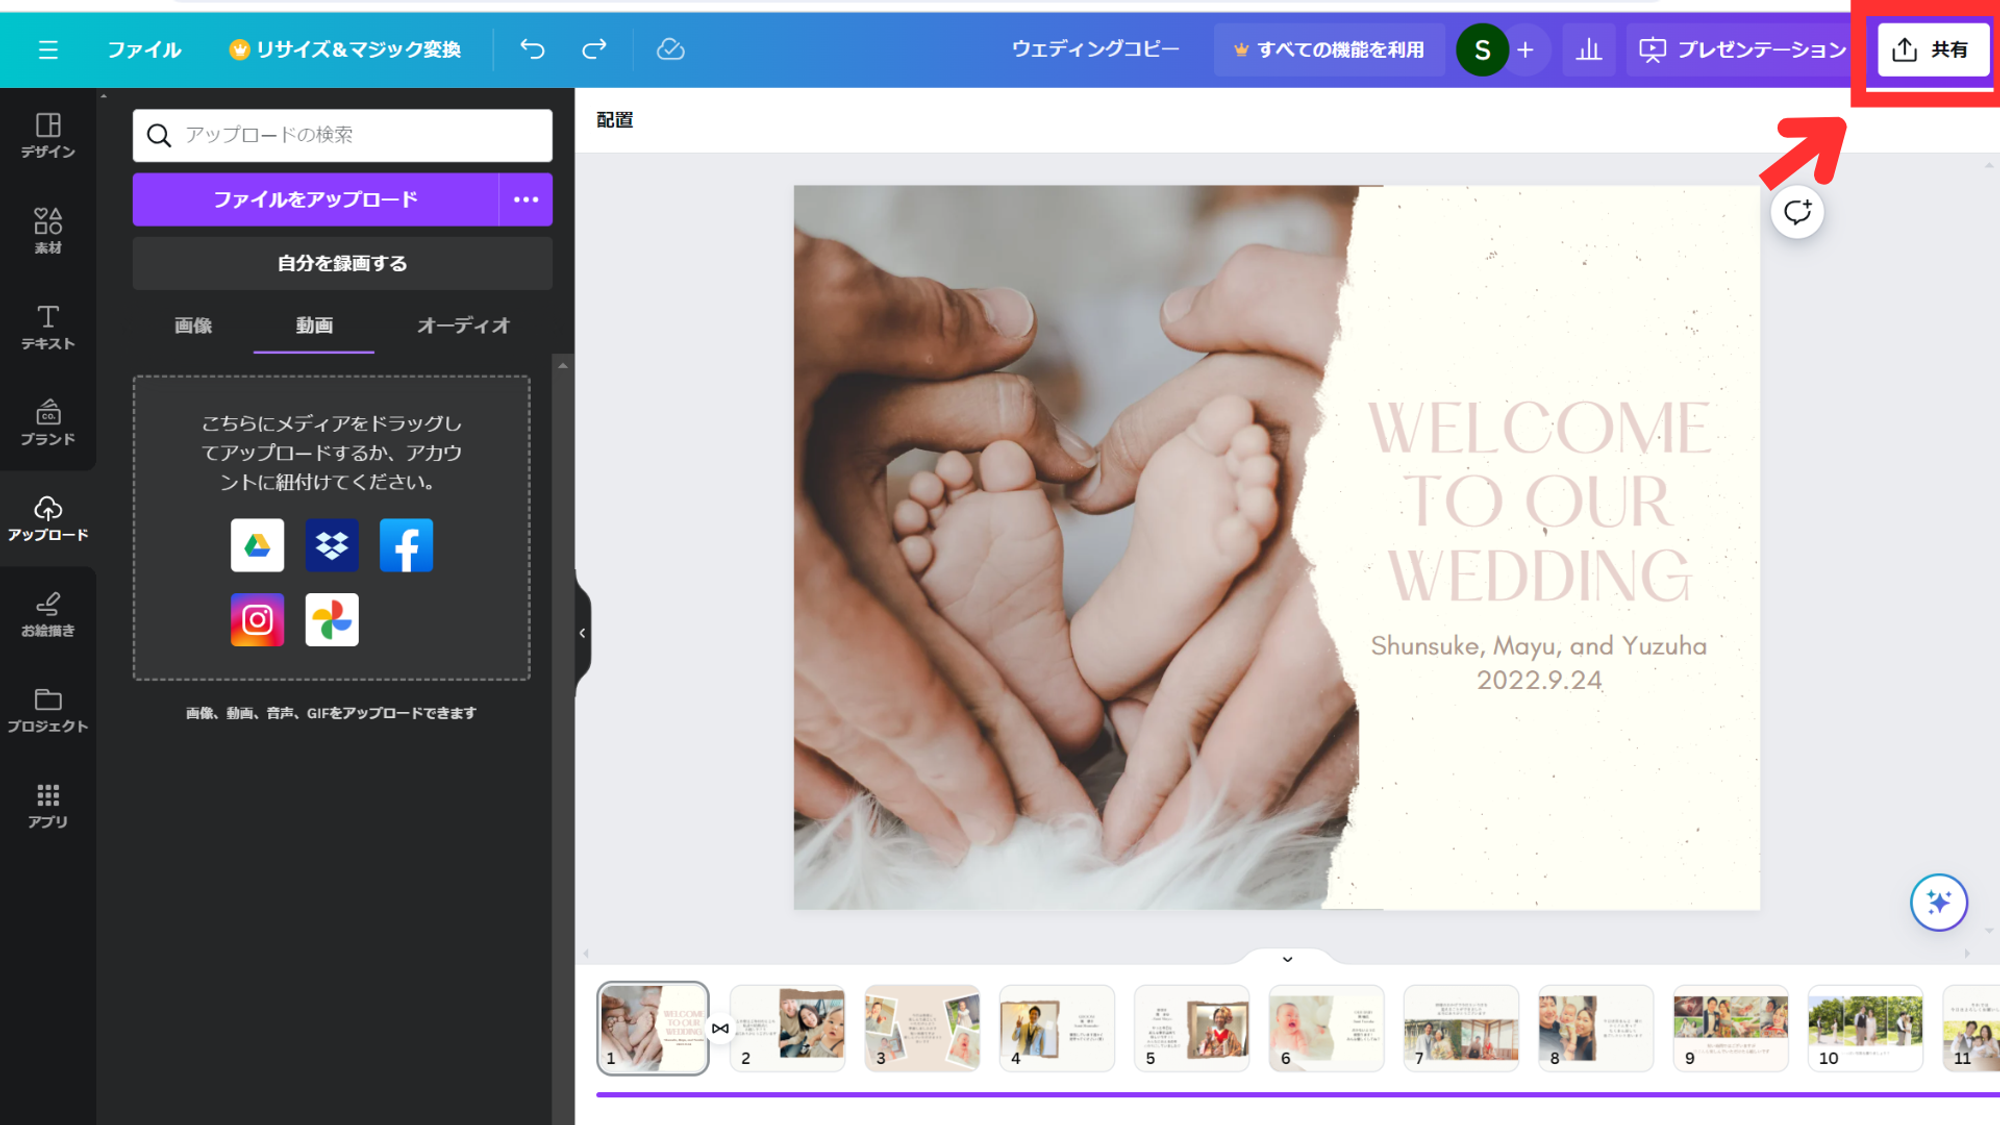 ファイル
リサイズ＆マジック変換
ウェディングコピー
すべての機能を利用
S
プレゼンテーション
共有
デザイン
素材
テキスト
ブランド
CO.
アップロード
お絵描き
プロジェクト
アプリ
アップロードの検索
ファイルをアップロード
自分を録画する
画像
動画
オーディオ
こちらにメディアをドラッグし
てアップロードするか、アカウ
ントに紐付けてください。
画像、動画、音声、GIFをアップロードできます
配置
WELCOME
TO OUR
WEDDING
Shunsuke, Mayu, and Yuzuha
2022.9.24
WELCOME
TO OUR
WEDDING
1
2
3
4
5
6
7
8
9
10
11